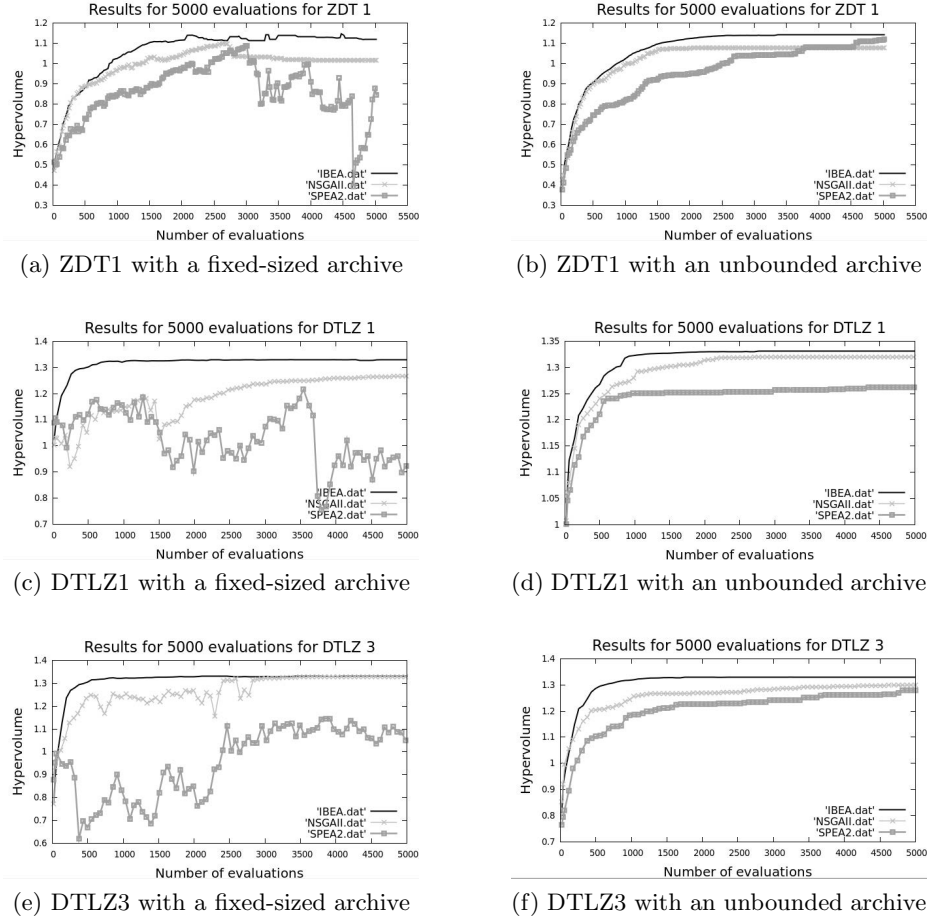 Results for 5000 evaluations for ZDT 1
Hypervolume
1.2
1.1
1
0.9
0.8
0.7
0.6
0.5
0.4
0.3
'IBEA.dat'
'NSGAII.dat'
'SPEA2.dat'
0 500 1000 1500 2000 2500 3000 3500 4000 4500 5000 5500
Number of evaluations
(a) ZDT1 with a fixed-sized archive
Results for 5000 evaluations for ZDT 1
Hypervolume
1.2
1.1
1
0.9
0.8
0.7
0.6
0.5
0.4
0.3
'IBEA.dat'
'NSGAII.dat'
'SPEA2.dat'
0 500 1000 1500 2000 2500 3000 3500 4000 4500 5000 5500
Number of evaluations
(b) ZDT1 with an unbounded archive
Results for 5000 evaluations for DTLZ 1
Hypervolume
1.4
1.3
1.2
1.1
1
0.9
0.8
0.7
'IBEA.dat'
'NSGAII.dat'
'SPEA2.dat'
0 500 1000 1500 2000 2500 3000 3500 4000 4500 5000
Number of evaluations
(c) DTLZ1 with a fixed-sized archive
Results for 5000 evaluations for DTLZ 1
Hypervolume
1.35
1.3
1.25
1.2
1.15
1.1
1.05
1
'IBEA.dat'
'NSGAII.dat'
'SPEA2.dat'
0 500 1000 1500 2000 2500 3000 3500 4000 4500 5000
Number of evaluations
(d) DTLZ1 with an unbounded archive
Results for 5000 evaluations for DTLZ 3
Hypervolume
1.4
1.3
1.2
1.1
1
0.9
0.8
0.7
0.6
'IBEA.dat'
'NSGAII.dat'
'SPEA2.dat'
0 500 1000 1500 2000 2500 3000 3500 4000 4500 5000
Number of evaluations
(e) DTLZ3 with a fixed-sized archive
Results for 5000 evaluations for DTLZ 3
Hypervolume
1.4
1.3
1.2
1.1
1
0.9
0.8
0.7
'IBEA.dat'
'NSGAII.dat'
'SPEA2.dat'
0 500 1000 1500 2000 2500 3000 3500 4000 4500 5000
Number of evaluations
(f) DTLZ3 with an unbounded archive